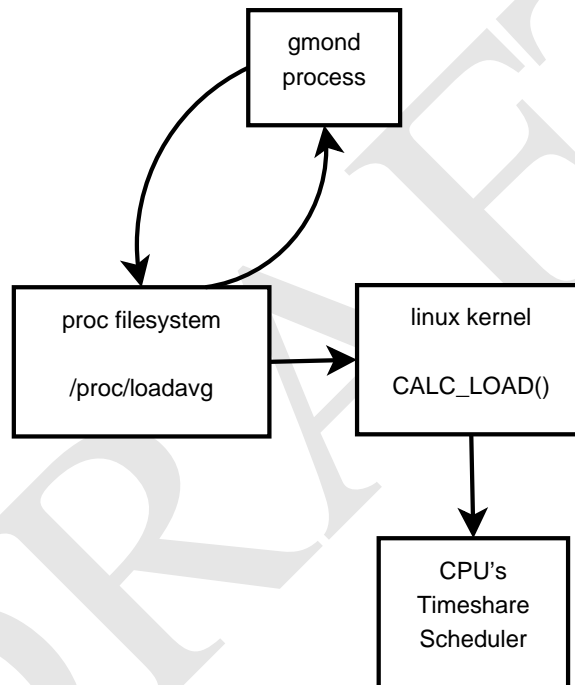 gmond
process
proc filesystem
/proc/loadavg
linux kernel
CALC_LOAD()
CPU's
Timeshare
Scheduler